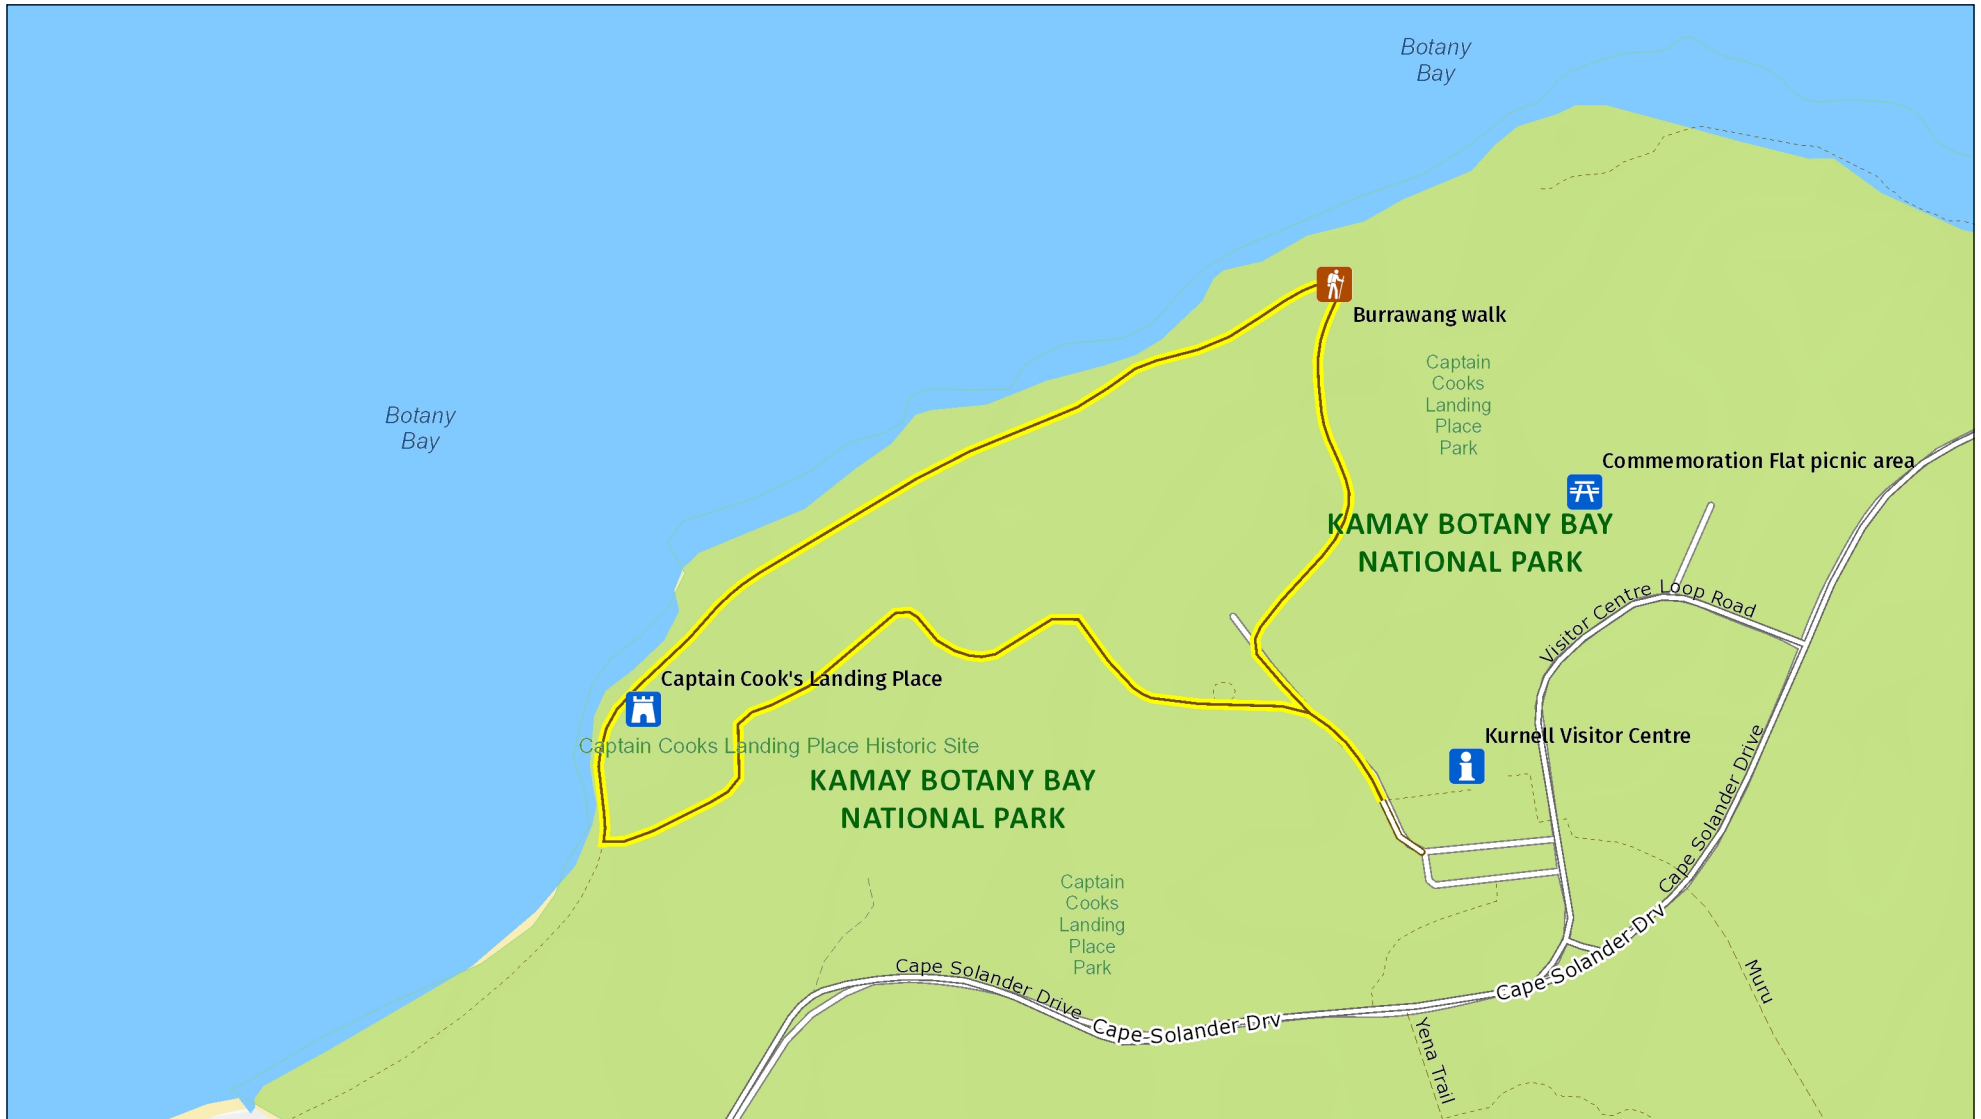 Botany
Bay
Burrawang walk
Captain
Cooks
Landing
Place
Park
Botany
Bay
Commemoration Flat picnic area
KAMAY BOTANY BAY
NATIONAL PARK
Visitor Centre Loop Road
Captain Cook's Landing Place
Captain Cooks Landing Place Historic Site
Kurnell Visitor Centre
KAMAY BOTANY BAY
NATIONAL PARK
Cape Solander Drive
Captain
Cooks
Landing
Place
Park
Cape Solander Drive
Cape-Solander-Drv
Cape-Solander-Drv
Muru
Yena Trail